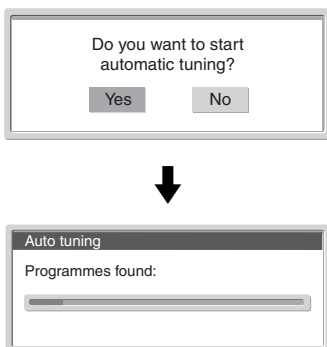 Do you want to start
automatic tuning?
Yes No
Auto tuning
Programmes found: